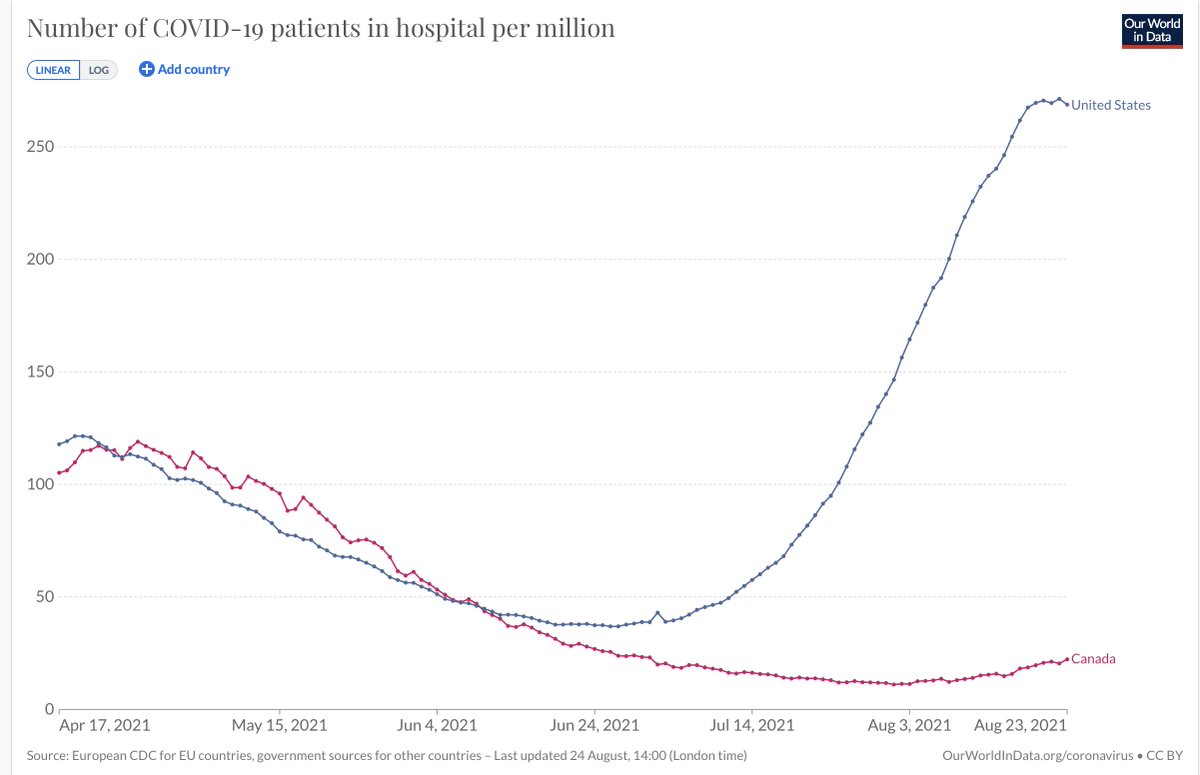 Number of COVID-19 patients in hospital per million
Our World
in Data
LINEAR LOG Add country
United States
250
200
150
100
50
Canada
0
Apr 17, 2021 May 15, 2021 Jun 4, 2021 Jun 24, 2021 Jul 14, 2021 Aug 3, 2021 Aug 23, 2021
Source: European CDC for EU countries, government sources for other countries – Last updated 24 August, 14:00 (London time) OurWorldInData.org/coronavirus • CC BY